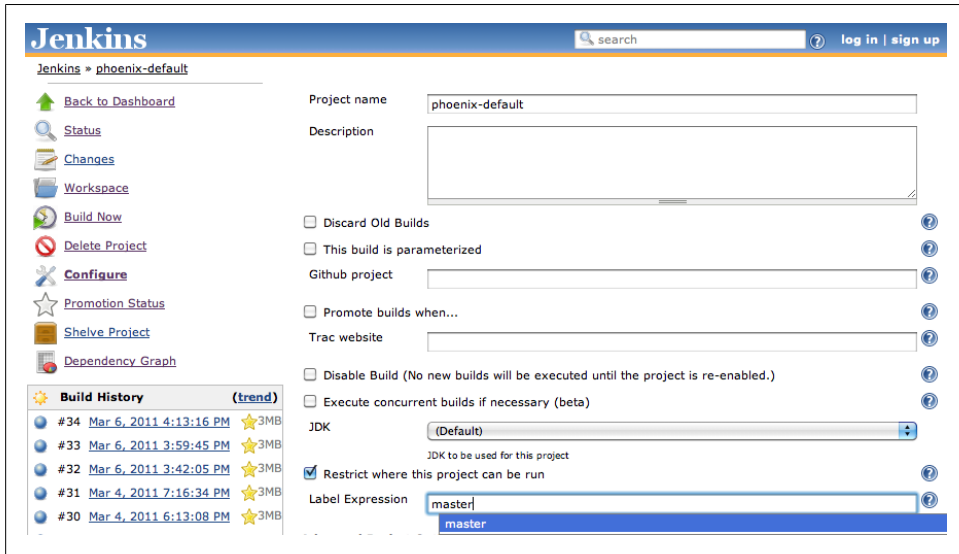 Jenkins
search
log in | sign up
Jenkins » phoenix-default
Back to Dashboard
Status
Changes
Workspace
Build Now
Delete Project
Configure
Promotion Status
Shelve Project
Dependency Graph
Build History (trend)
#34 Mar 6, 2011 4:13:16 PM 3MB
#33 Mar 6, 2011 3:59:45 PM 3MB
#32 Mar 6, 2011 3:42:05 PM 3MB
#31 Mar 4, 2011 7:16:34 PM 3MB
#30 Mar 4, 2011 6:13:08 PM 3MB
Project name phoenix-default
Description
Discard Old Builds
This build is parameterized
Github project
Promote builds when...
Trac website
Disable Build (No new builds will be executed until the project is re-enabled.)
Execute concurrent builds if necessary (beta)
JDK (Default)
JDK to be used for this project
Restrict where this project can be run
Label Expression master
master